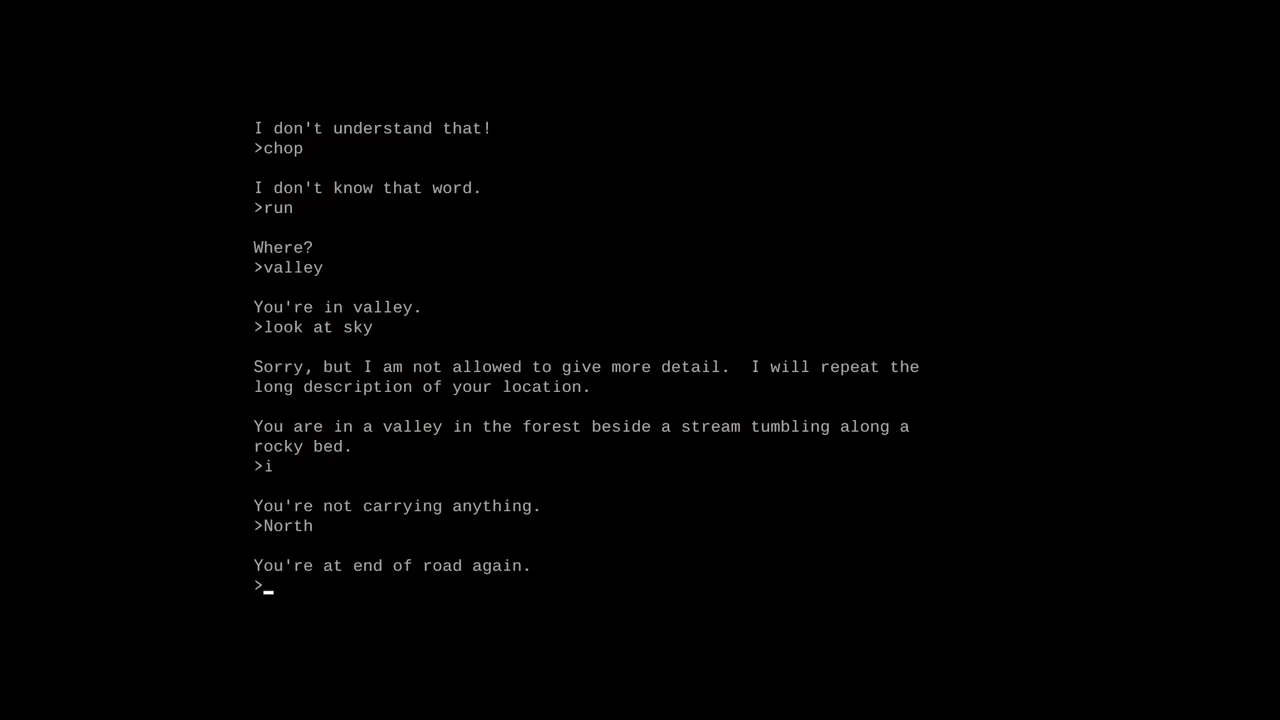 I don't understand that!
>chop
I don't know that word.
>run
Where?
>valley
You're in valley.
>look at sky
Sorry, but I am not allowed to give more detail.  I will repeat the
long description of your location.
You are in a valley in the forest beside a stream tumbling along a
rocky bed.
>i
You're not carrying anything.
>North
You're at end of road again.
>_